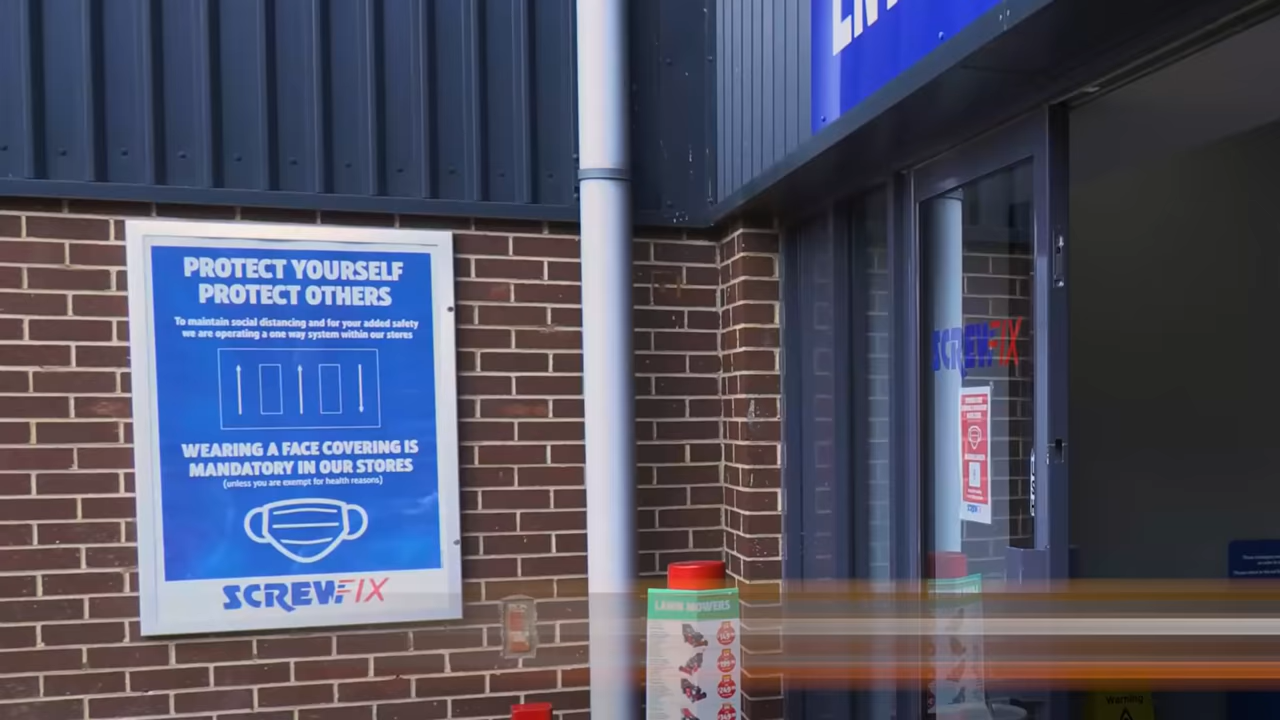 PROTECT YOURSELF
PROTECT OTHERS
To maintain social distancing and for your added safety
we are operating a one way system within our stores
WEARING A FACE COVERING IS
MANDATORY IN OUR STORES
(unless you are exempt for health reasons)
SCREWFIX
SCREWFIX
LAWN MOWERS
Warning